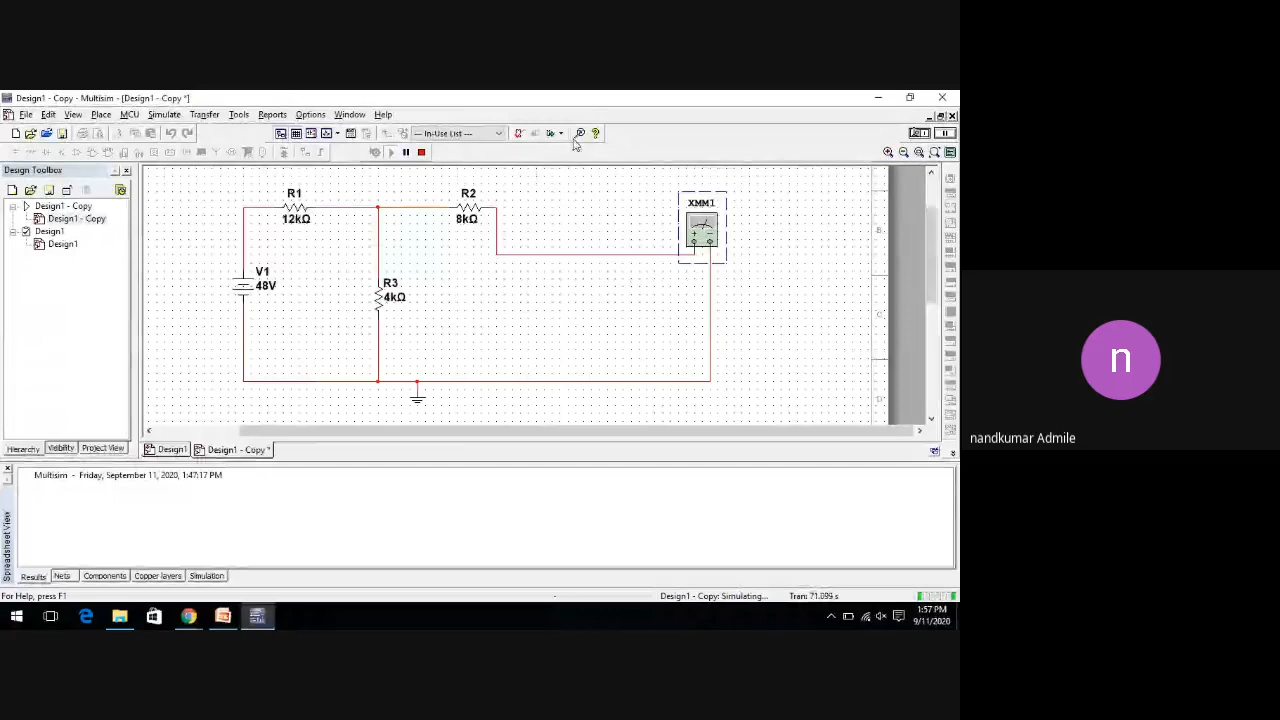 Design1 - Copy - Multisim - [Design1 - Copy *]
File Edit View Place MCU Simulate Transfer Tools Reports Options Window Help
--- In-Use List ---
Design Toolbox
Design1 - Copy
Design1 - Copy
Design1
Design1
R1
12kΩ
R2
8kΩ
XMM1
V1
48V
R3
4kΩ
B
C
D
n
nandkumar Admile
Hierarchy Visibility Project View
Design1 Design1 - Copy *
Multisim - Friday, September 11, 2020, 1:47:17 PM
Spreadsheet View
Results Nets Components Copper layers Simulation
For Help, press F1
Design1 - Copy: Simulating... Tran: 71.099 s
1:57 PM
9/11/2020